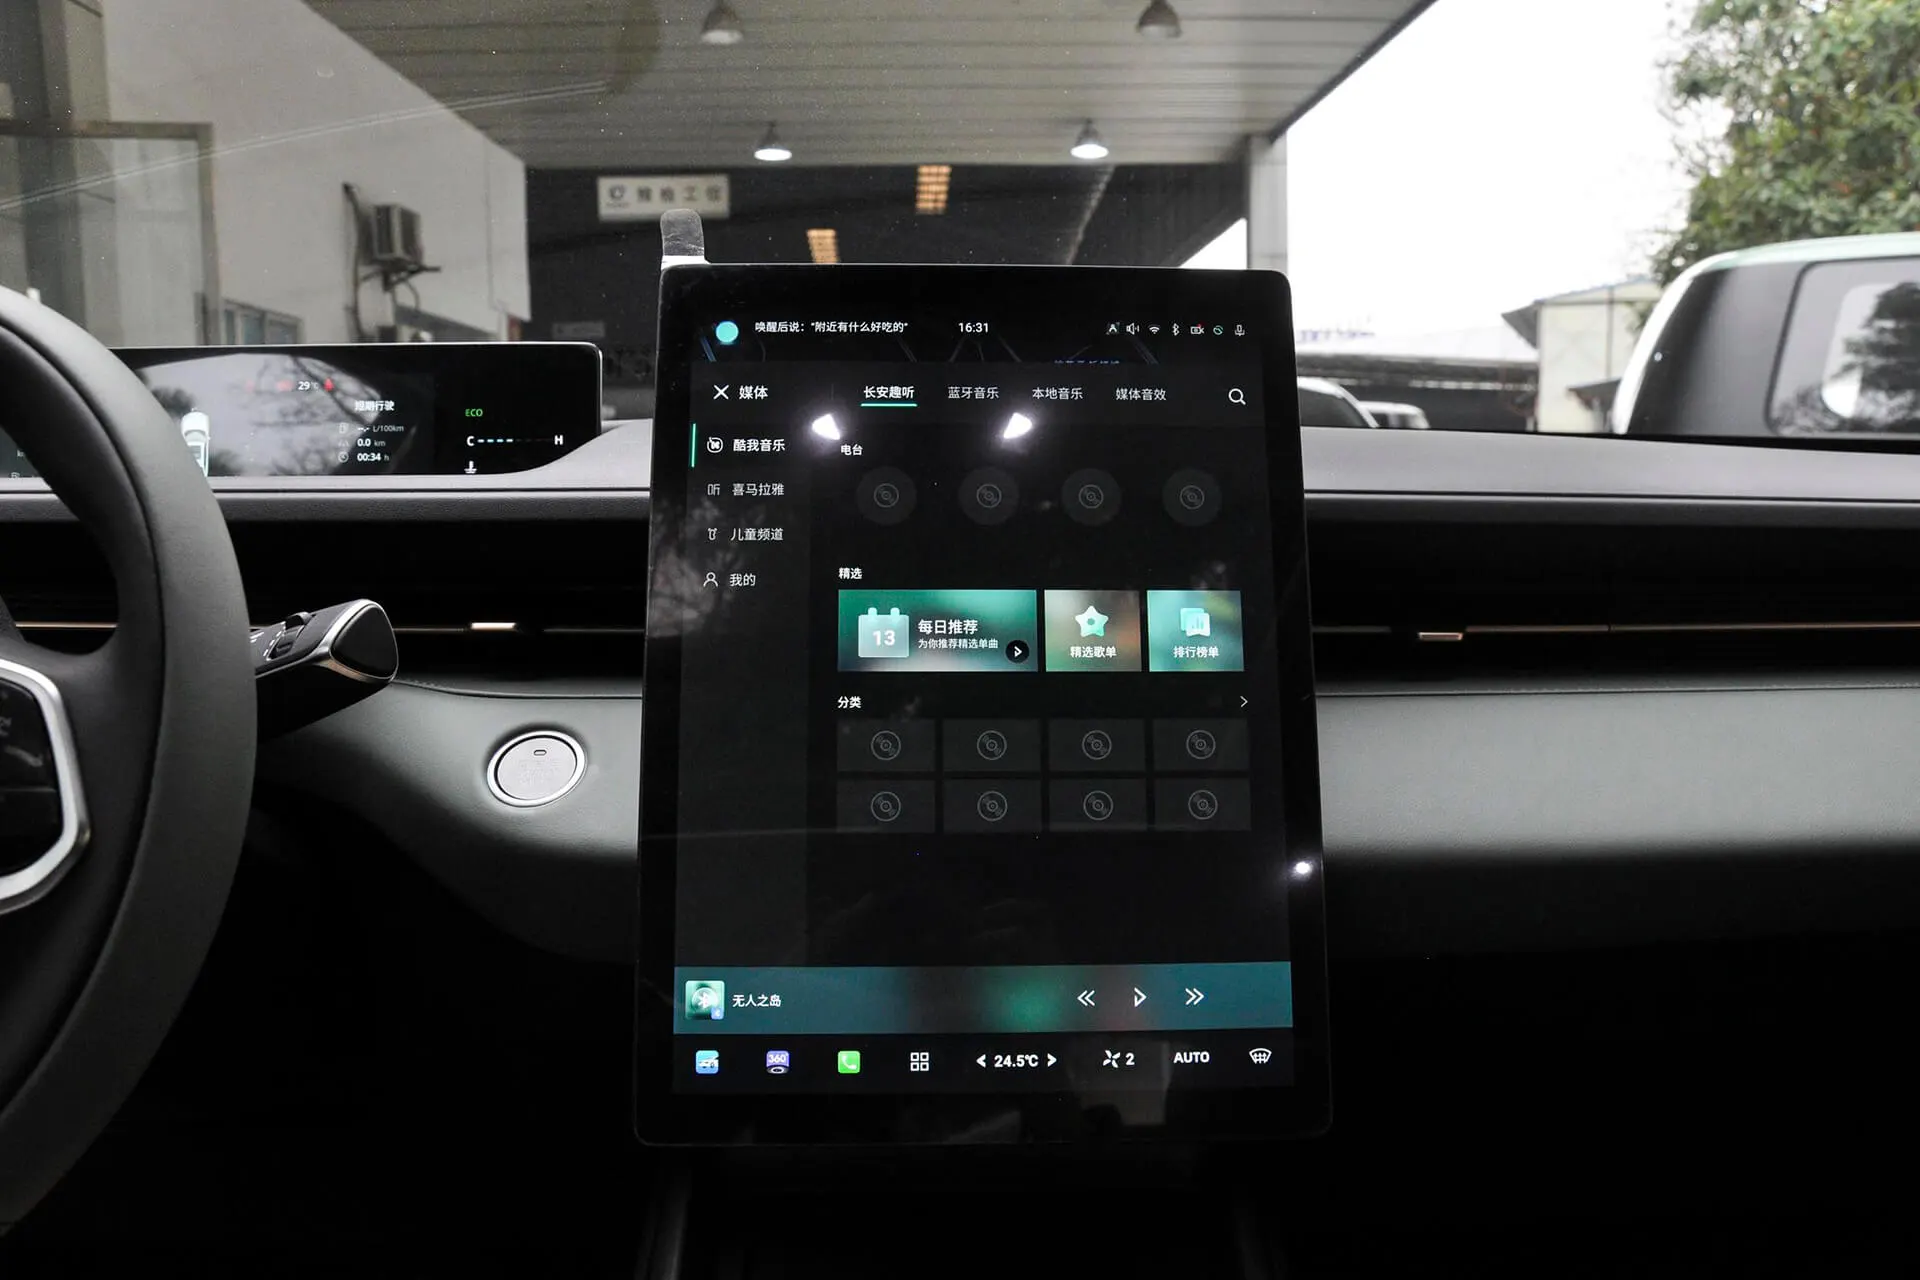 唤醒后说：“附近有什么好吃的”
16:31
媒体
长安趣听
蓝牙音乐
本地音乐
媒体音效
酷我音乐
听 喜马拉雅
儿童频道
我的
电台
精选
13
每日推荐
为你推荐精选单曲
精选歌单
排行榜单
分类
无人之岛
360
24.5℃
2
AUTO
29℃
短期行驶
--.- L/100km
0.0 km
00:34 h
ECO
C
H